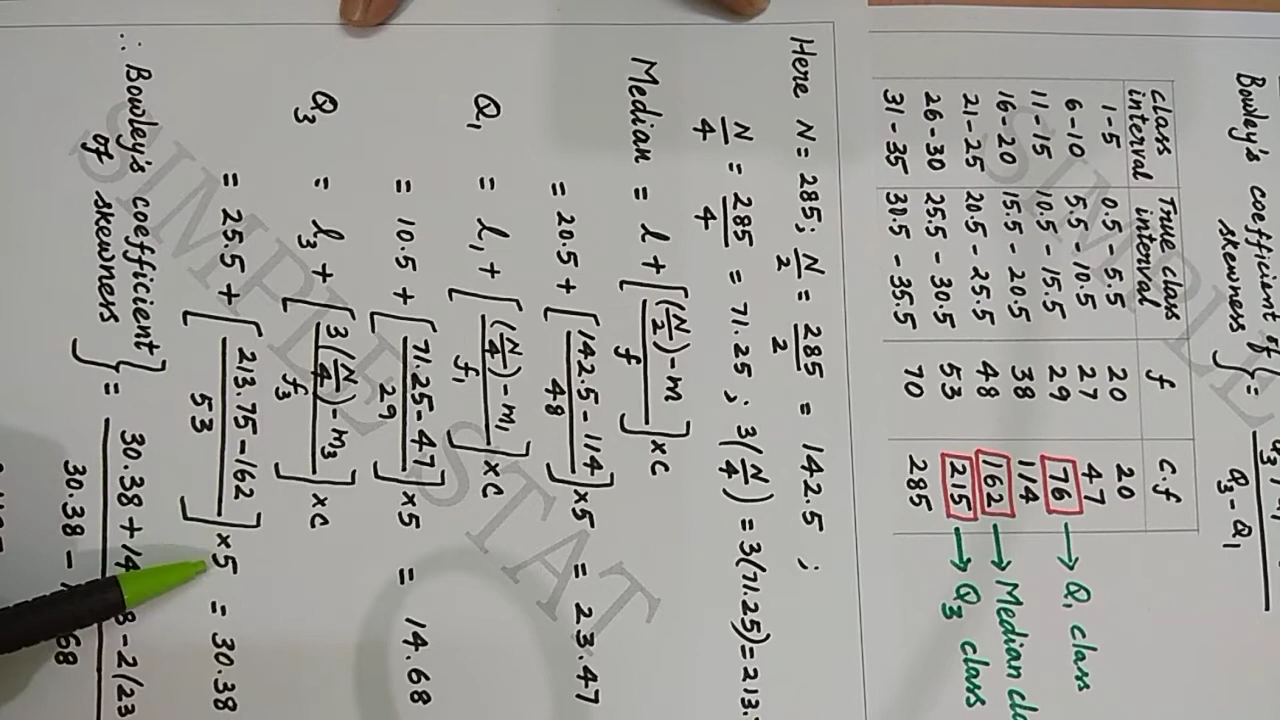 Bowley's coefficient of skewness } =
Q3 - Q1
Class interval True class interval f c.f
1-5 0.5 - 5.5 20 20
6-10 5.5 - 10.5 27 47
11-15 10.5 - 15.5 29 76 → Q1 class
16-20 15.5 - 20.5 38 114
21-25 20.5 - 25.5 48 162 → Median
26-30 25.5 - 30.5 53 215 → Q3 class
31-35 30.5 - 35.5 70 285
Here N = 285; N/2 = 285/2 = 142.5 ;
N/4 = 285/4 = 71.25 ; 3(N/4) = 3(71.25) = 213.
Median = l + [((N/2) - m)/f] × c
= 20.5 + [(142.5 - 114)/48] × 5 = 23.47
Q1 = l1 + [((N/4) - m1)/f1] × c
= 10.5 + [(71.25 - 47)/29] × 5 = 14.68
Q3 = l3 + [(3(N/4) - m3)/f3] × c
= 25.5 + [(213.75 - 162)/53] × 5 = 30.38
∴ Bowley's coefficient of skewness } = 30.38 + 14. 8 - 2(23
30.38 - 68
SIMPLE STAT
SIMPLE